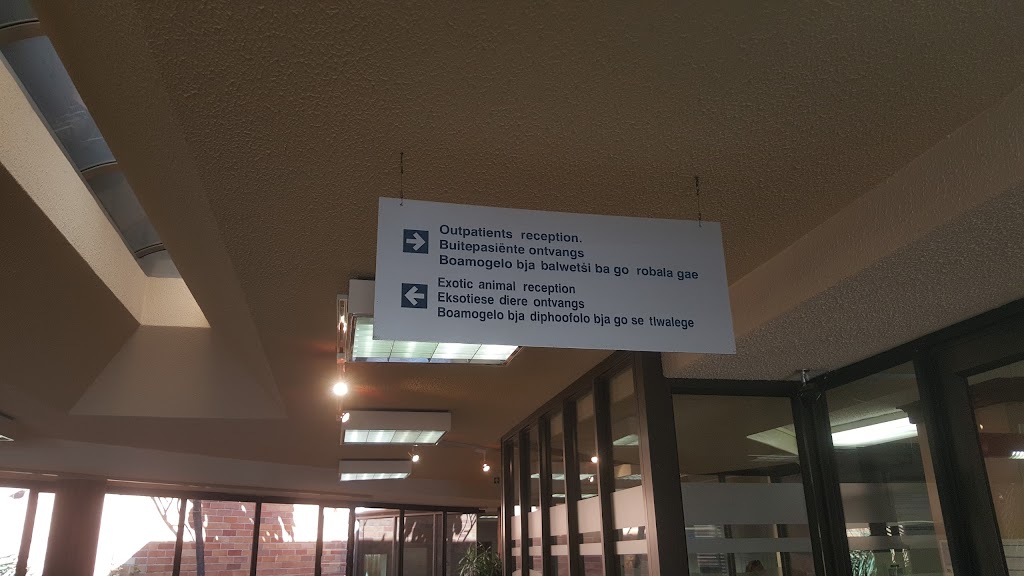 Outpatients reception.
Buitepasiënte ontvangs
Boamogelo bja balwetši ba go robala gae
Exotic animal reception
Eksotiese diere ontvangs
Boamogelo bja diphoofolo bja go se tlwalege